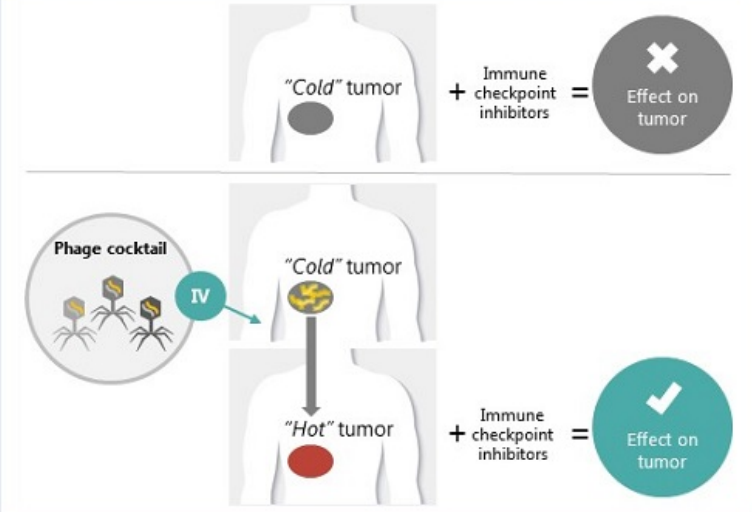 "Cold" tumor
+ Immune
checkpoint
inhibitors
=
Effect on
tumor
Phage cocktail
IV
"Cold" tumor
"Hot" tumor
+ Immune
checkpoint
inhibitors
=
Effect on
tumor